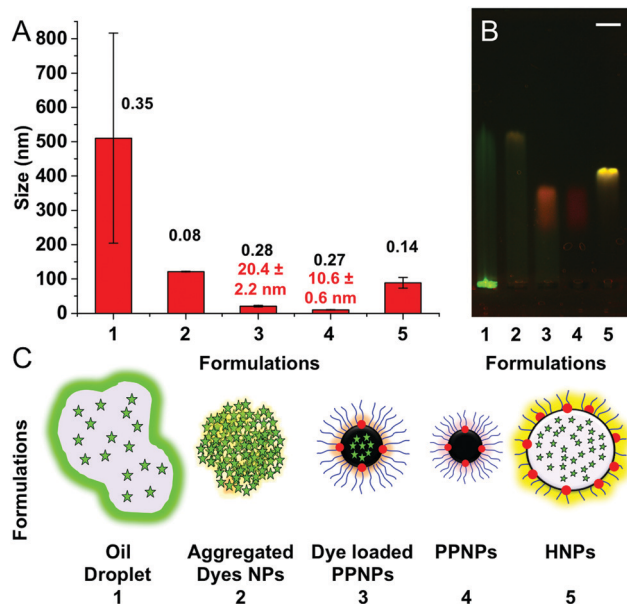 A
Size (nm)
800
700
600
500
400
300
200
100
0
0.35
0.08
0.28
20.4 ±
2.2 nm
0.27
10.6 ±
0.6 nm
0.14
1 2 3 4 5
Formulations
B
1 2 3 4 5
Formulations
C
Formulations
Oil
Droplet
1
Aggregated
Dyes NPs
2
Dye loaded
PPNPs
3
PPNPs
4
HNPs
5